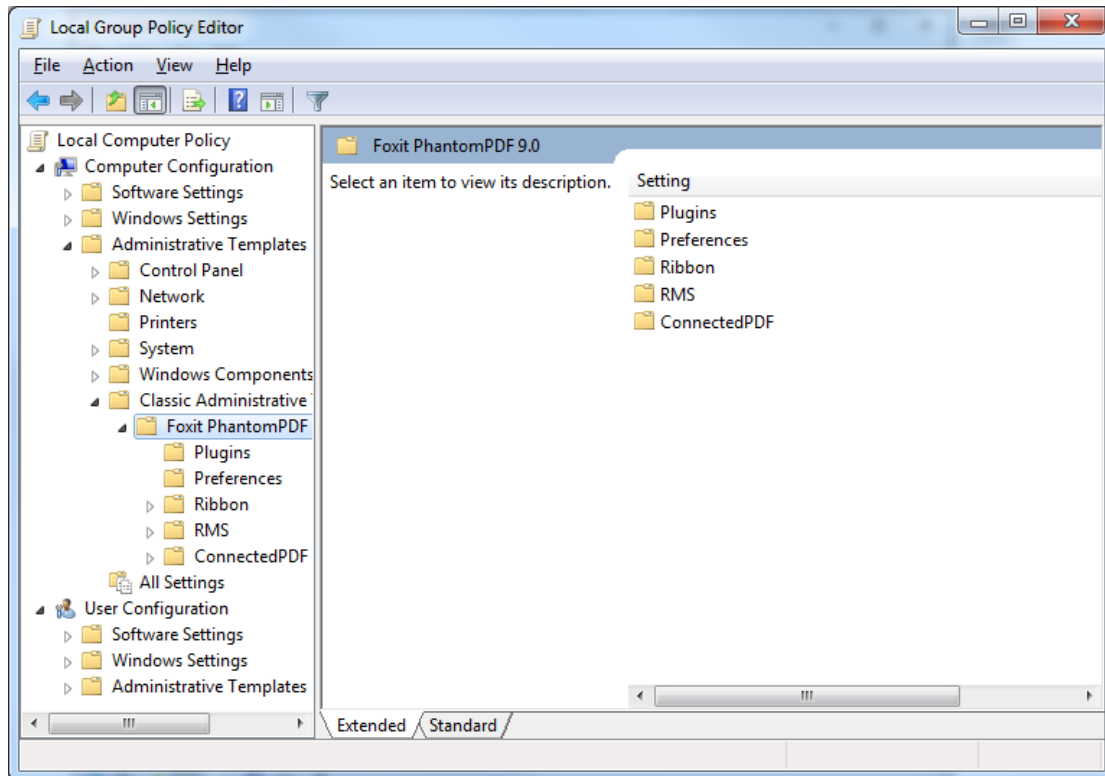 Local Group Policy Editor
File Action View Help
Local Computer Policy
Computer Configuration
Software Settings
Windows Settings
Administrative Templates
Control Panel
Network
Printers
System
Windows Components
Classic Administrative
Foxit PhantomPDF
Plugins
Preferences
Ribbon
RMS
ConnectedPDF
All Settings
User Configuration
Software Settings
Windows Settings
Administrative Templates
Foxit PhantomPDF 9.0
Select an item to view its description.
Setting
Plugins
Preferences
Ribbon
RMS
ConnectedPDF
Extended Standard